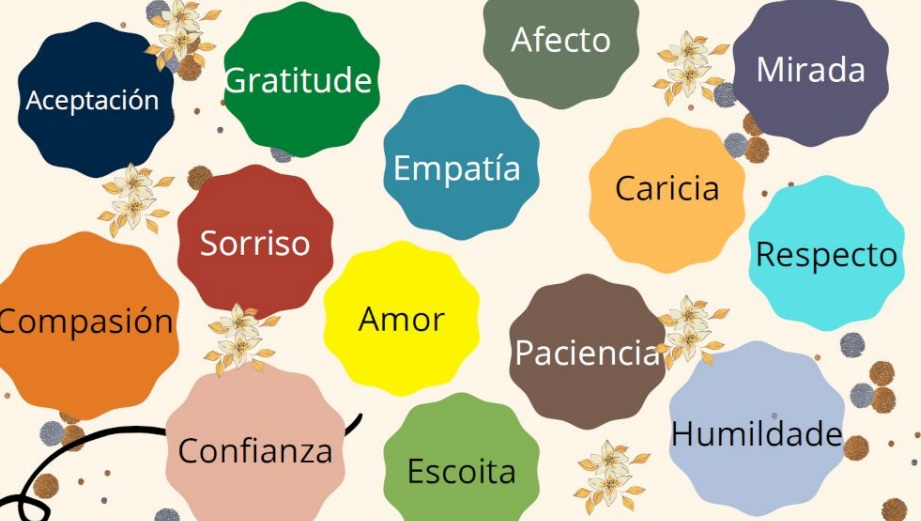 Afecto
Mirada
Gratitude
Aceptación
Empatía
Caricia
Sorriso
Respecto
Compasión
Amor
Paciencia
Humildade
Confianza
Escoita